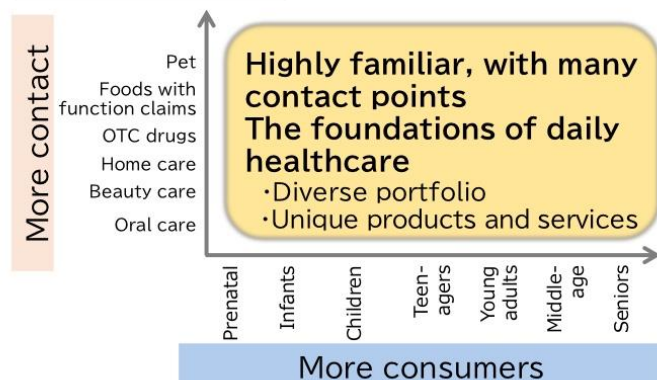 More contact
Pet
Foods with
function claims
OTC drugs
Home care
Beauty care
Oral care
Highly familiar, with many
contact points
The foundations of daily
healthcare
・Diverse portfolio
・Unique products and services
Prenatal
Infants
Children
Teen-
agers
Young
adults
Middle-
age
Seniors
More consumers